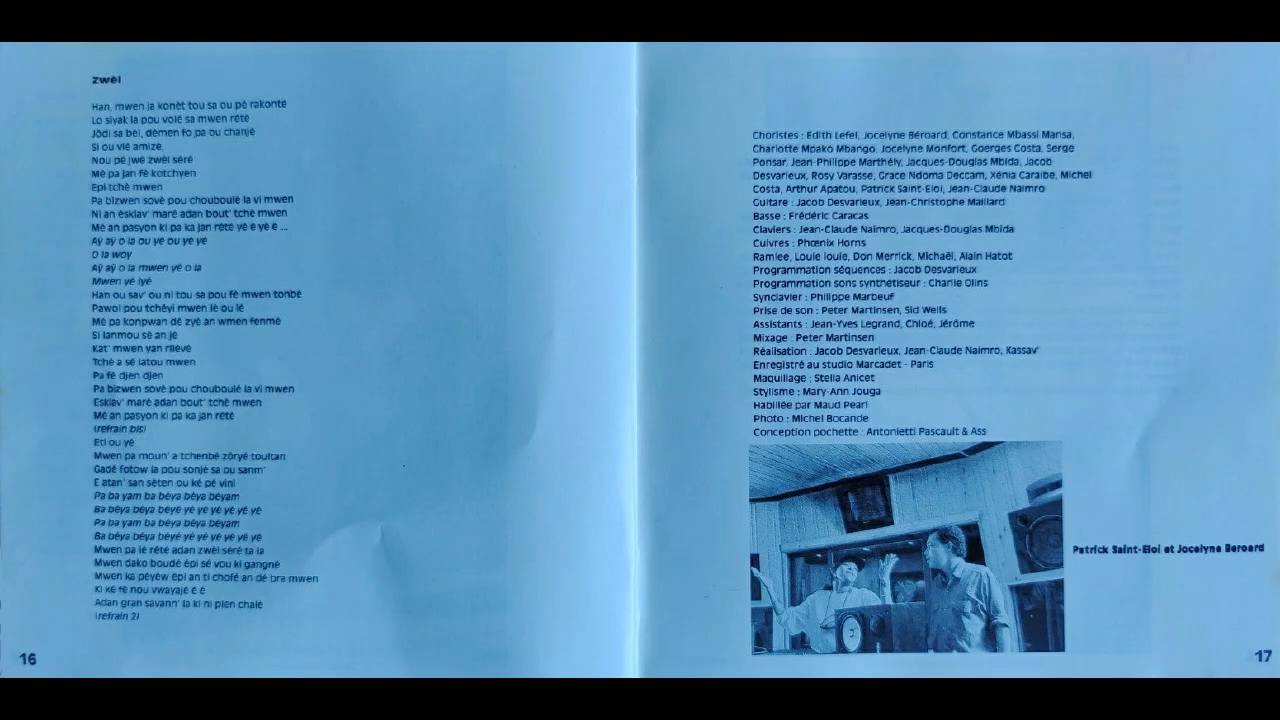 zwèl
Han, mwen ja konèt tou sa ou pé rakonté
Lo siyak la pou volé sa mwen rété
Jòdi sa bèl, démen fo pa ou chanjé
Si ou vlé amizé,
Nou pé jwé zwèl séré
Mé pa jan fè kotchyen
Epi tchè mwen
Pa bizwen sové pou chouboulé la vi mwen
Ni an èsklav' maré adan bout' tchè mwen
Mé an pasyon ki pa ka jan rété yé é yé é ...
Aÿ aÿ o la ou yé ou yé yé
O la woy
Aÿ aÿ o la mwen yé o la
Mwen yé iyé
Han ou sav' ou ni tou sa pou fè mwen tonbé
Pawol pou tchéyi mwen lè ou lé
Mé pa konpwan dé zyé an wmen fenmé
Si lanmou sé an jé
Kat' mwen yan rilévé
Tchè a sé latou mwen
Pa fè djen djen
Pa bizwen sové pou chouboulé la vi mwen
Esklav' maré adan bout' tchè mwen
Mé an pasyon ki pa ka jan rété
(refrain bis)
Eti ou yé
Mwen pa moun' a tchenbé zòryé toultan
Gadé fotow la pou sonjé sa ou sanm'
E atan' san sèten ou ké pé vini
Pa ba yam ba béya béya béyam
Ba béya béya béyé yé yé yé yé yé
Pa ba yam ba béya béya béyam
Ba béya béya béyé yé yé yé yé yé
Mwen pa lé rété adan zwèl séré ta la
Mwen dako boudé épi sé vou ki gangné
Mwen ka péyéw épi an ti chofé an dé bra mwen
Ki ké fè nou vwayajé é é
Adan gran savann' la ki ni plen chalè
(refrain 2)
16
Choristes : Edith Lefel, Jocelyne Béroard, Constance Mbassi Mansa,
Charlotte Mpako Mbango, Jocelyne Monfort, Goerges Costa, Serge
Ponsar, Jean-Philippe Marthély, Jacques-Douglas Mbida, Jacob
Desvarieux, Rosy Varasse, Grace Ndoma Deccam, Xénia Caraïbe, Michel
Costa, Arthur Apatou, Patrick Saint-Eloi, Jean-Claude Naimro
Guitare : Jacob Desvarieux, Jean-Christophe Maillard
Basse : Frédéric Caracas
Claviers : Jean-Claude Naimro, Jacques-Douglas Mbida
Cuivres : Phœnix Horns
Ramlee, Louie louie, Don Merrick, Michaël, Alain Hatot
Programmation séquences : Jacob Desvarieux
Programmation sons synthétiseur : Charlie Olins
Synclavier : Philippe Marbeuf
Prise de son : Peter Martinsen, Sid Wells
Assistants : Jean-Yves Legrand, Chloé, Jérôme
Mixage : Peter Martinsen
Réalisation : Jacob Desvarieux, Jean-Claude Naimro, Kassav'
Enregistré au studio Marcadet - Paris
Maquillage : Stella Anicet
Stylisme : Mary-Ann Jouga
Habillée par Maud Pearl
Photo : Michel Bocande
Conception pochette : Antonietti Pascault & Ass
Patrick Saint-Eloi et Jocelyne Beroard
17